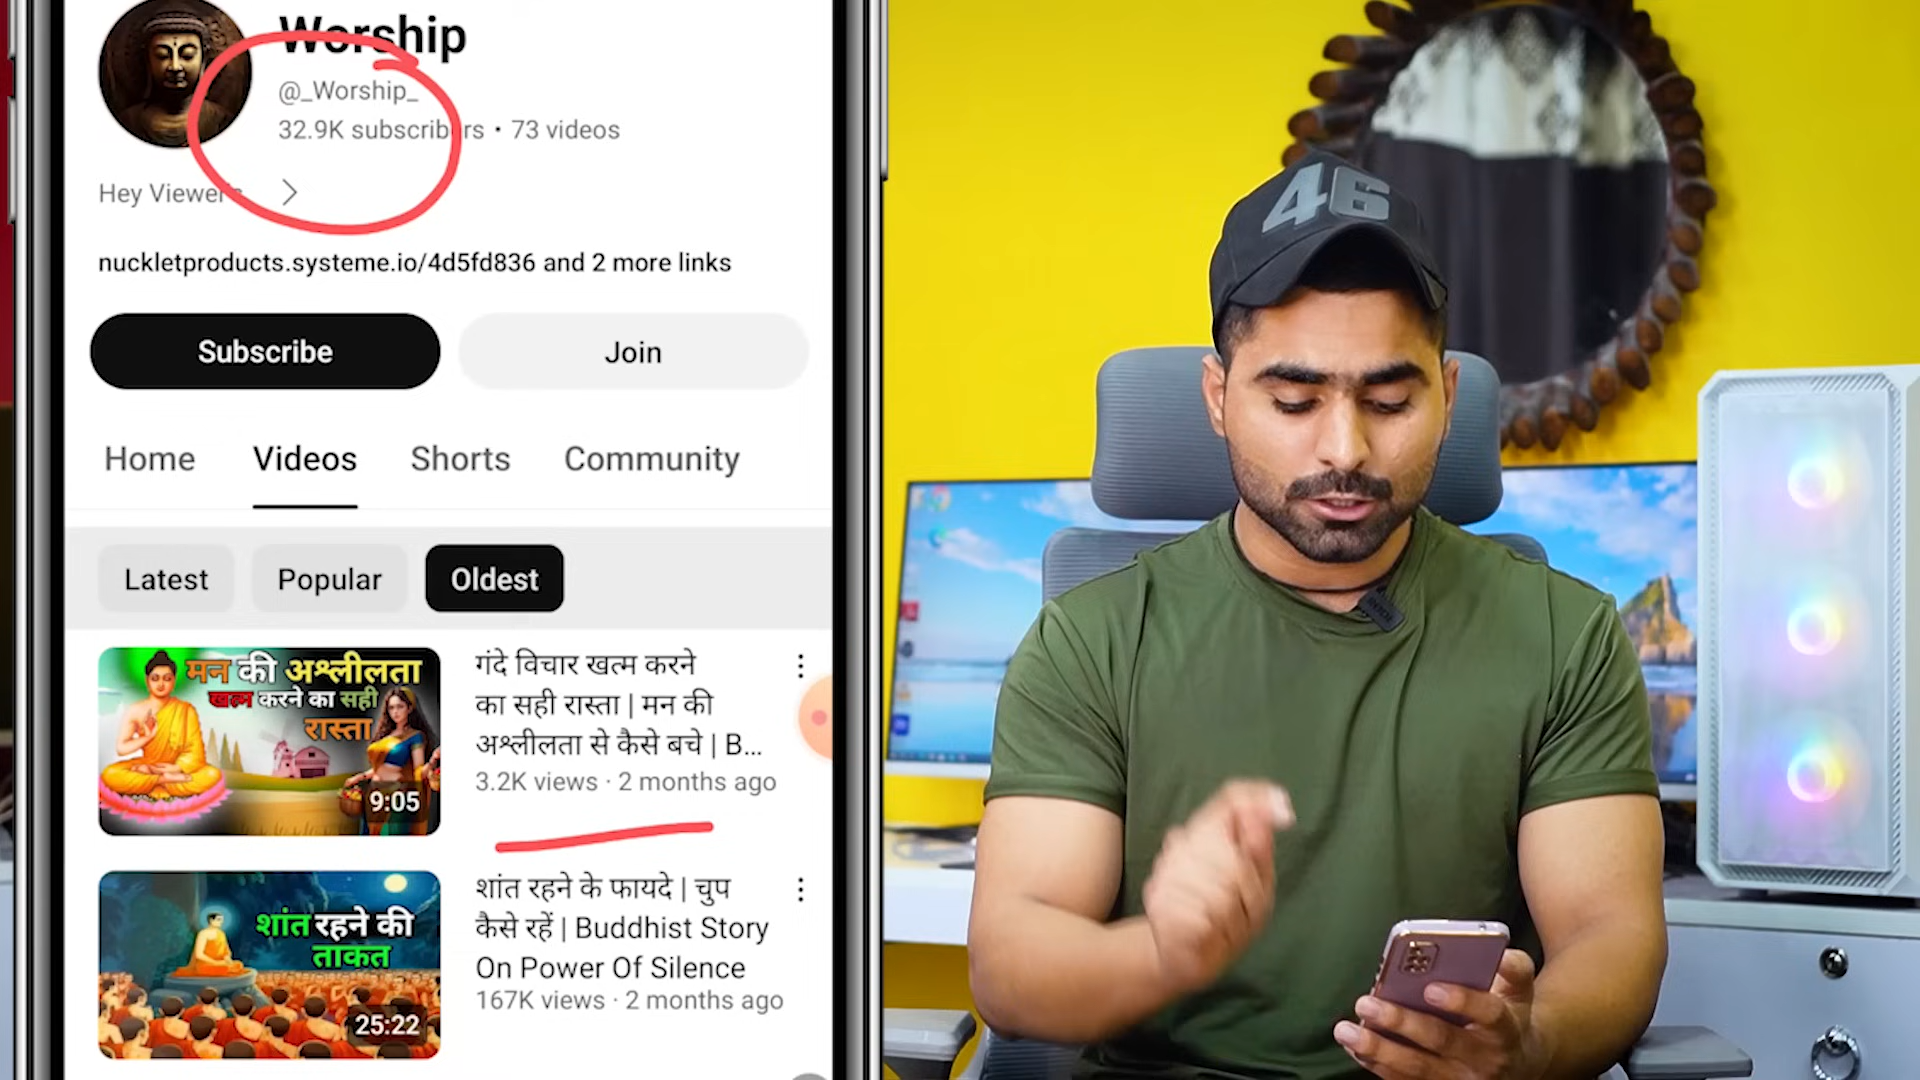 Worship
@_Worship_
32.9K subscribers • 73 videos
Hey Viewer's
nuckletproducts.systeme.io/4d5fd836 and 2 more links
Subscribe
Join
Home
Videos
Shorts
Community
Latest
Popular
Oldest
मन की अश्लीलता
खत्म करने का सही
रास्ता
9:05
गंदे विचार खत्म करने
का सही रास्ता | मन की
अश्लीलता से कैसे बचे | B...
3.2K views · 2 months ago
शांत रहने की
ताकत
25:22
शांत रहने के फायदे | चुप
कैसे रहें | Buddhist Story
On Power Of Silence
167K views · 2 months ago
46